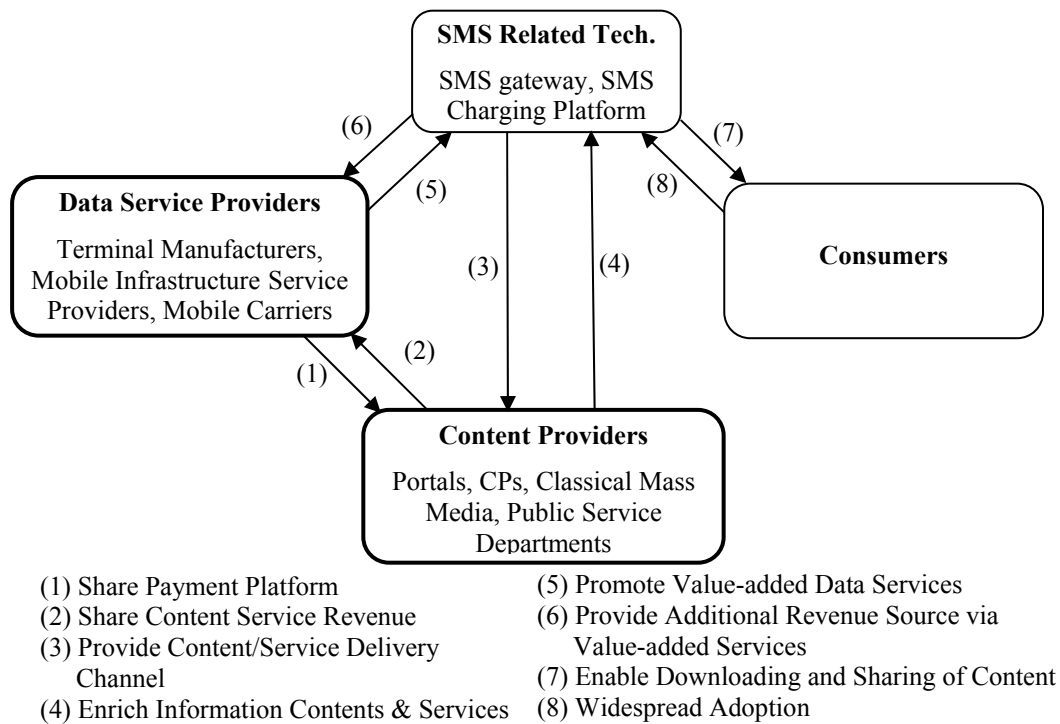 SMS Related Tech.
SMS gateway, SMS
Charging Platform
(6)
(7)
(5)
(8)
Data Service Providers
Terminal Manufacturers,
Mobile Infrastructure Service
Providers, Mobile Carriers
(3)
(4)
Consumers
(2)
(1)
Content Providers
Portals, CPs, Classical Mass
Media, Public Service
Departments
(1) Share Payment Platform
(2) Share Content Service Revenue
(3) Provide Content/Service Delivery
Channel
(4) Enrich Information Contents & Services
(5) Promote Value-added Data Services
(6) Provide Additional Revenue Source via
Value-added Services
(7) Enable Downloading and Sharing of Content
(8) Widespread Adoption